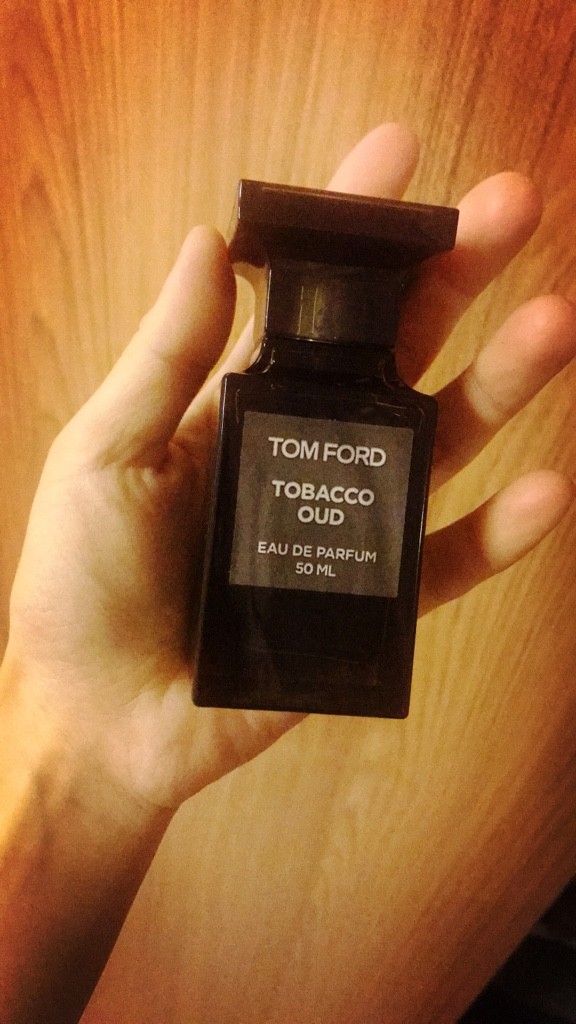 TOM FORD
TOBACCO
OUD
EAU DE PARFUM
50 ML